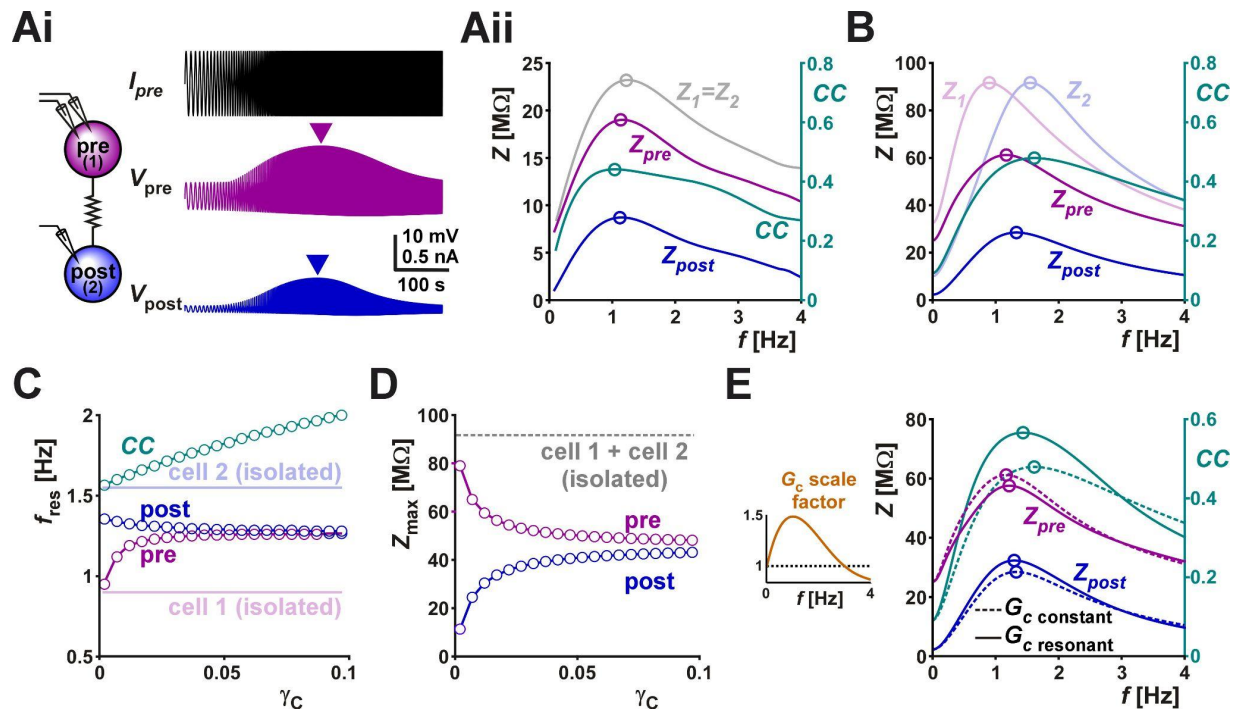 Ai
Aii
B
I_pre
pre
(1)
V_pre
10 mV
0.5 nA
100 s
post
(2)
V_post
25
20
15
10
5
0
Z [MΩ]
0.8
0.6
0.4
0.2
0
CC
Z_1=Z_2
Z_pre
CC
Z_post
0
1
2
3
4
f [Hz]
100
80
60
40
20
0
Z [MΩ]
0.8
0.6
0.4
0.2
0
CC
Z_1
Z_2
Z_pre
Z_post
0
1
2
3
4
f [Hz]
C
D
E
2
1.5
1
0.5
f_res [Hz]
CC
cell 2 (isolated)
post
pre
cell 1 (isolated)
0
0.05
0.1
γ_C
100
80
60
40
20
0
Z_max [MΩ]
cell 1 + cell 2
(isolated)
pre
post
0
0.05
0.1
γ_C
G_c scale
factor
1.5
1
0
4
f [Hz]
80
60
40
20
0
Z [MΩ]
0.6
0.4
0.2
0
CC
Z_pre
Z_post
G_c constant
G_c resonant
0
1
2
3
4
f [Hz]